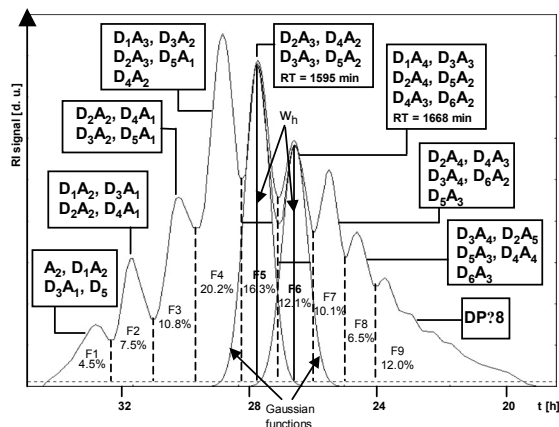 RI signal [d. u.]
D1A3, D3A2
D2A3, D5A1
D4A2
D2A3, D4A2
D3A3, D5A2
RT = 1595 min
D1A4, D3A3
D2A4, D5A2
D4A3, D6A2
RT = 1668 min
D2A2, D4A1
D3A2, D5A1
Wh
D1A2, D3A1
D2A2, D4A1
D2A4, D4A3
D3A4, D6A2
D5A3
A2, D1A2
D3A1, D5
D3A4, D2A5
D5A3, D4A4
D6A3
DP?8
F1
4.5%
F2
7.5%
F3
10.8%
F4
20.2%
F5
16.3%
F6
12.1%
F7
10.1%
F8
6.5%
F9
12.0%
Gaussian
functions
32 28 24 20 t [h]